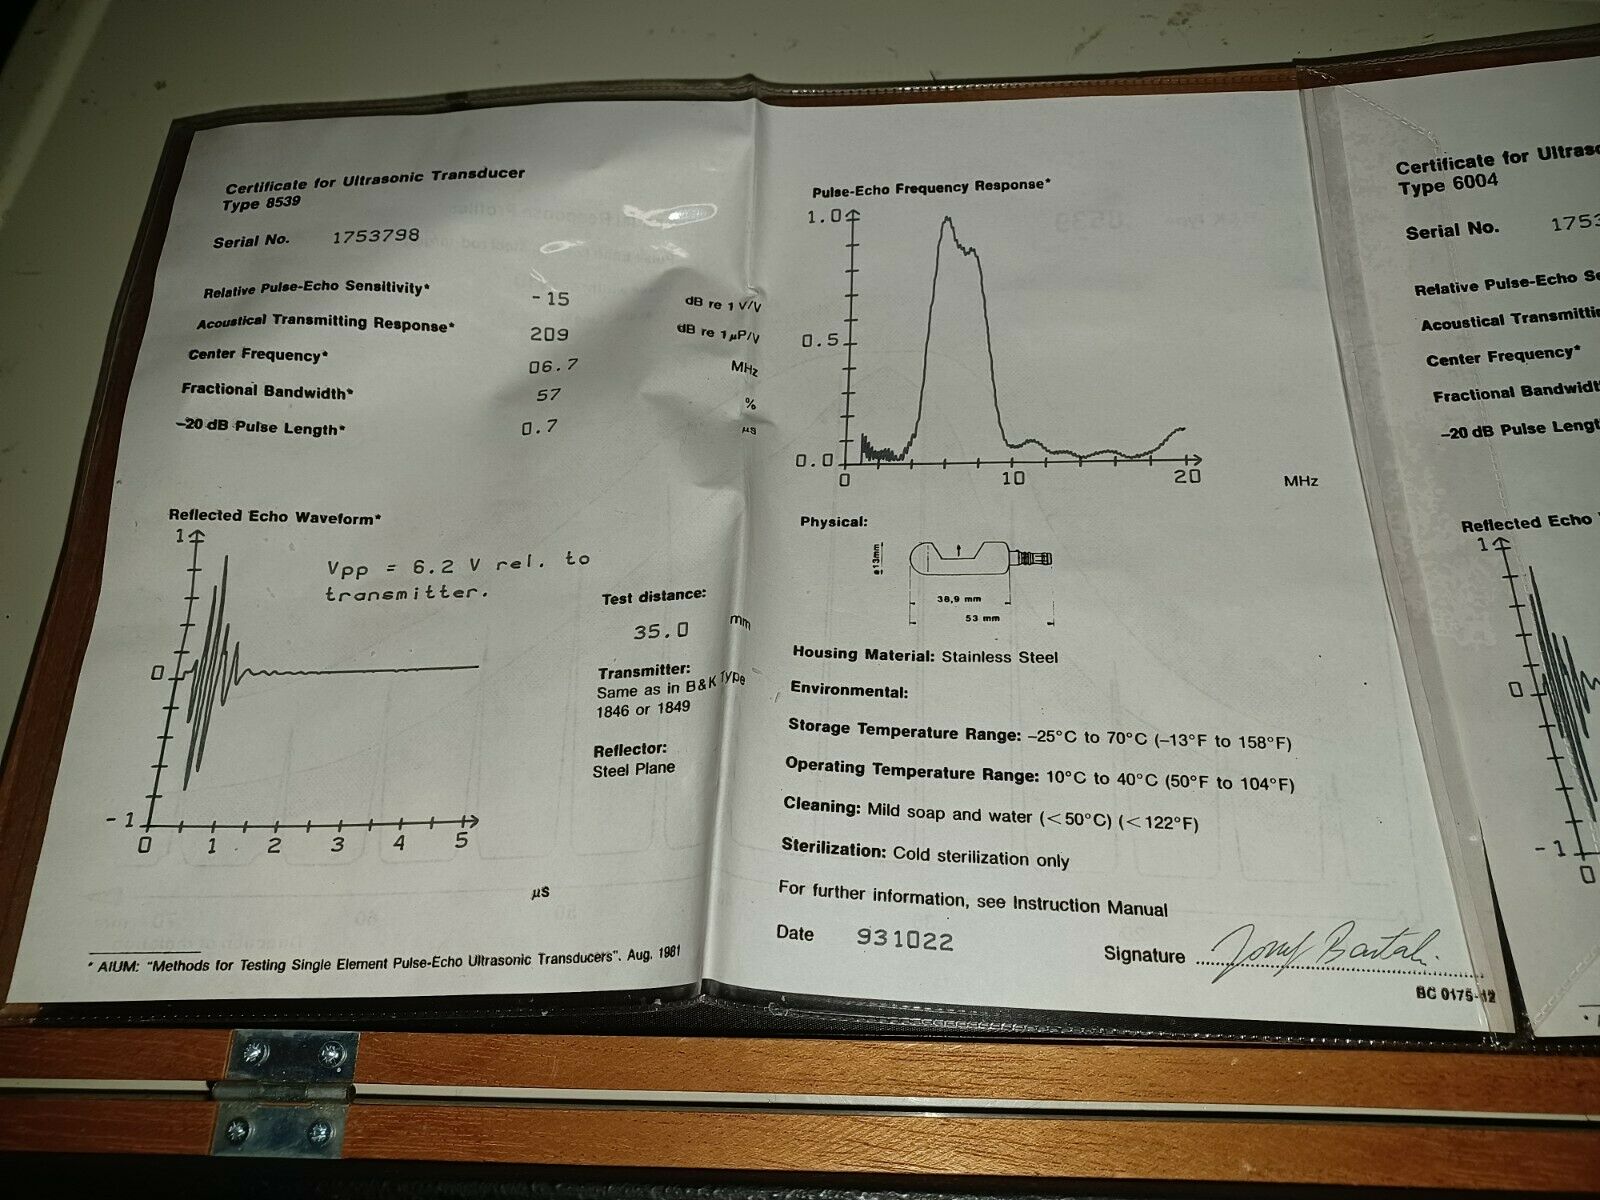 Certificate for Ultrasonic Transducer
Type 8539
Serial No. 1753798
Relative Pulse-Echo Sensitivity* -15 dB re 1 V/V
Acoustical Transmitting Response* 209 dB re 1 µP/V
Center Frequency* 06.7 MHz
Fractional Bandwidth* 57 %
-20 dB Pulse Length* 0.7 µs
Reflected Echo Waveform*
1
Vpp = 6.2 V rel. to
transmitter.
0
-1
0 1 2 3 4 5
µs
Test distance:
35.0 mm
Transmitter:
Same as in B&K Type
1846 or 1849
Reflector:
Steel Plane
* AIUM: "Methods for Testing Single Element Pulse-Echo Ultrasonic Transducers". Aug. 1981
Pulse-Echo Frequency Response*
1.0
0.5
0.0
0 10 20
MHz
Physical:
ø13mm
38,9 mm
53 mm
Housing Material: Stainless Steel
Environmental:
Storage Temperature Range: -25°C to 70°C (-13°F to 158°F)
Operating Temperature Range: 10°C to 40°C (50°F to 104°F)
Cleaning: Mild soap and water (<50°C) (<122°F)
Sterilization: Cold sterilization only
For further information, see Instruction Manual
Date 931022
Signature
BC 0175-12
Certificate for Ultras
Type 6004
Serial No. 1753
Relative Pulse-Echo Se
Acoustical Transmittin
Center Frequency*
Fractional Bandwidt
-20 dB Pulse Lengt
Reflected Echo
1
0
-1
0